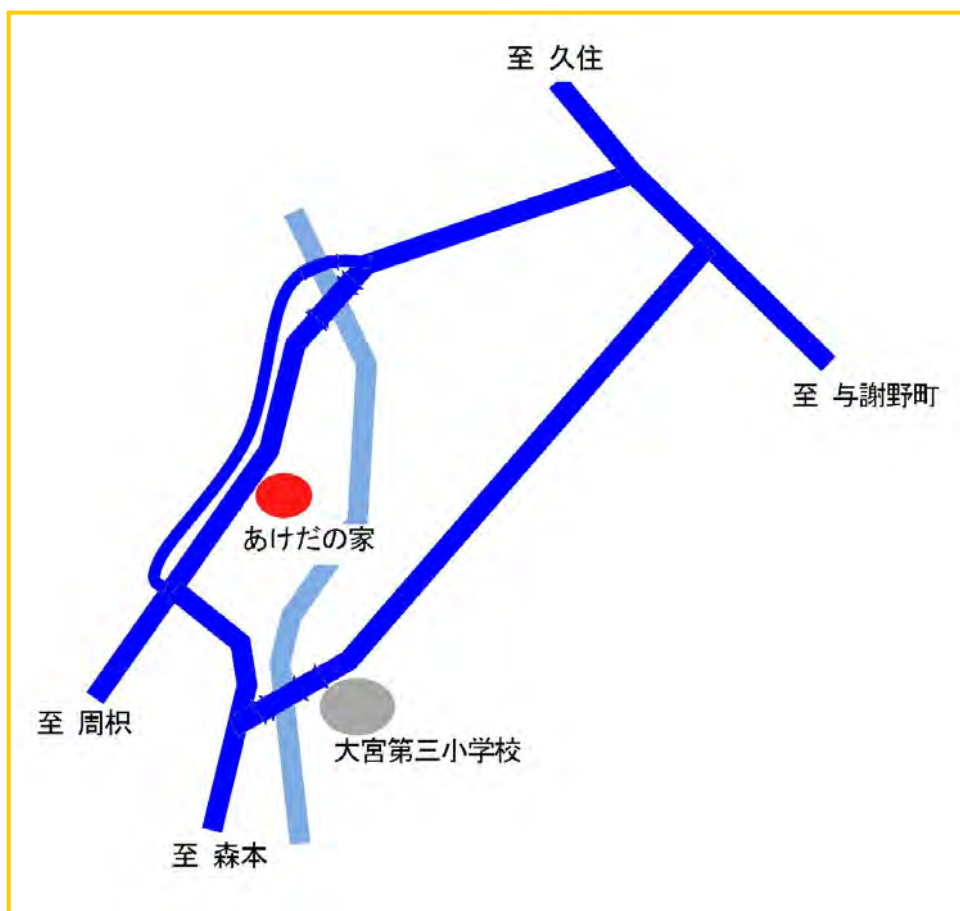 至 久住
至 与謝野町
あけだの家
至 周枳
大宮第三小学校
至 森本